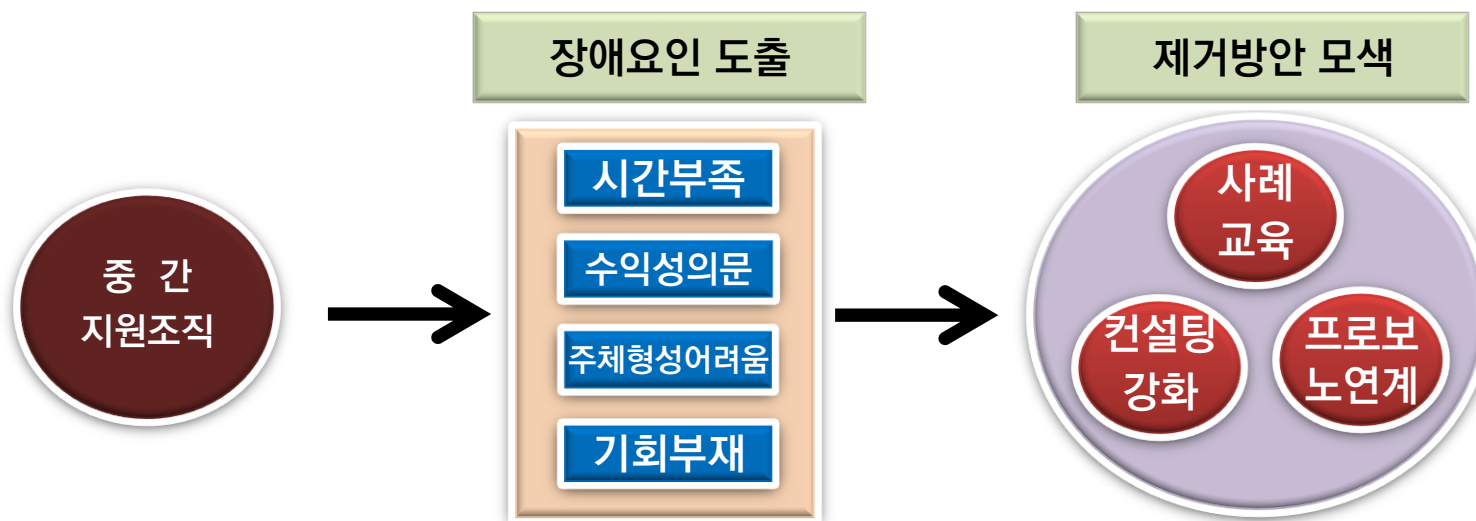 장애요인 도출
제거방안 모색
중 간
지원조직
시간부족
수익성의문
주체형성어려움
기회부재
사례
교육
컨설팅
강화
프로보
노연계